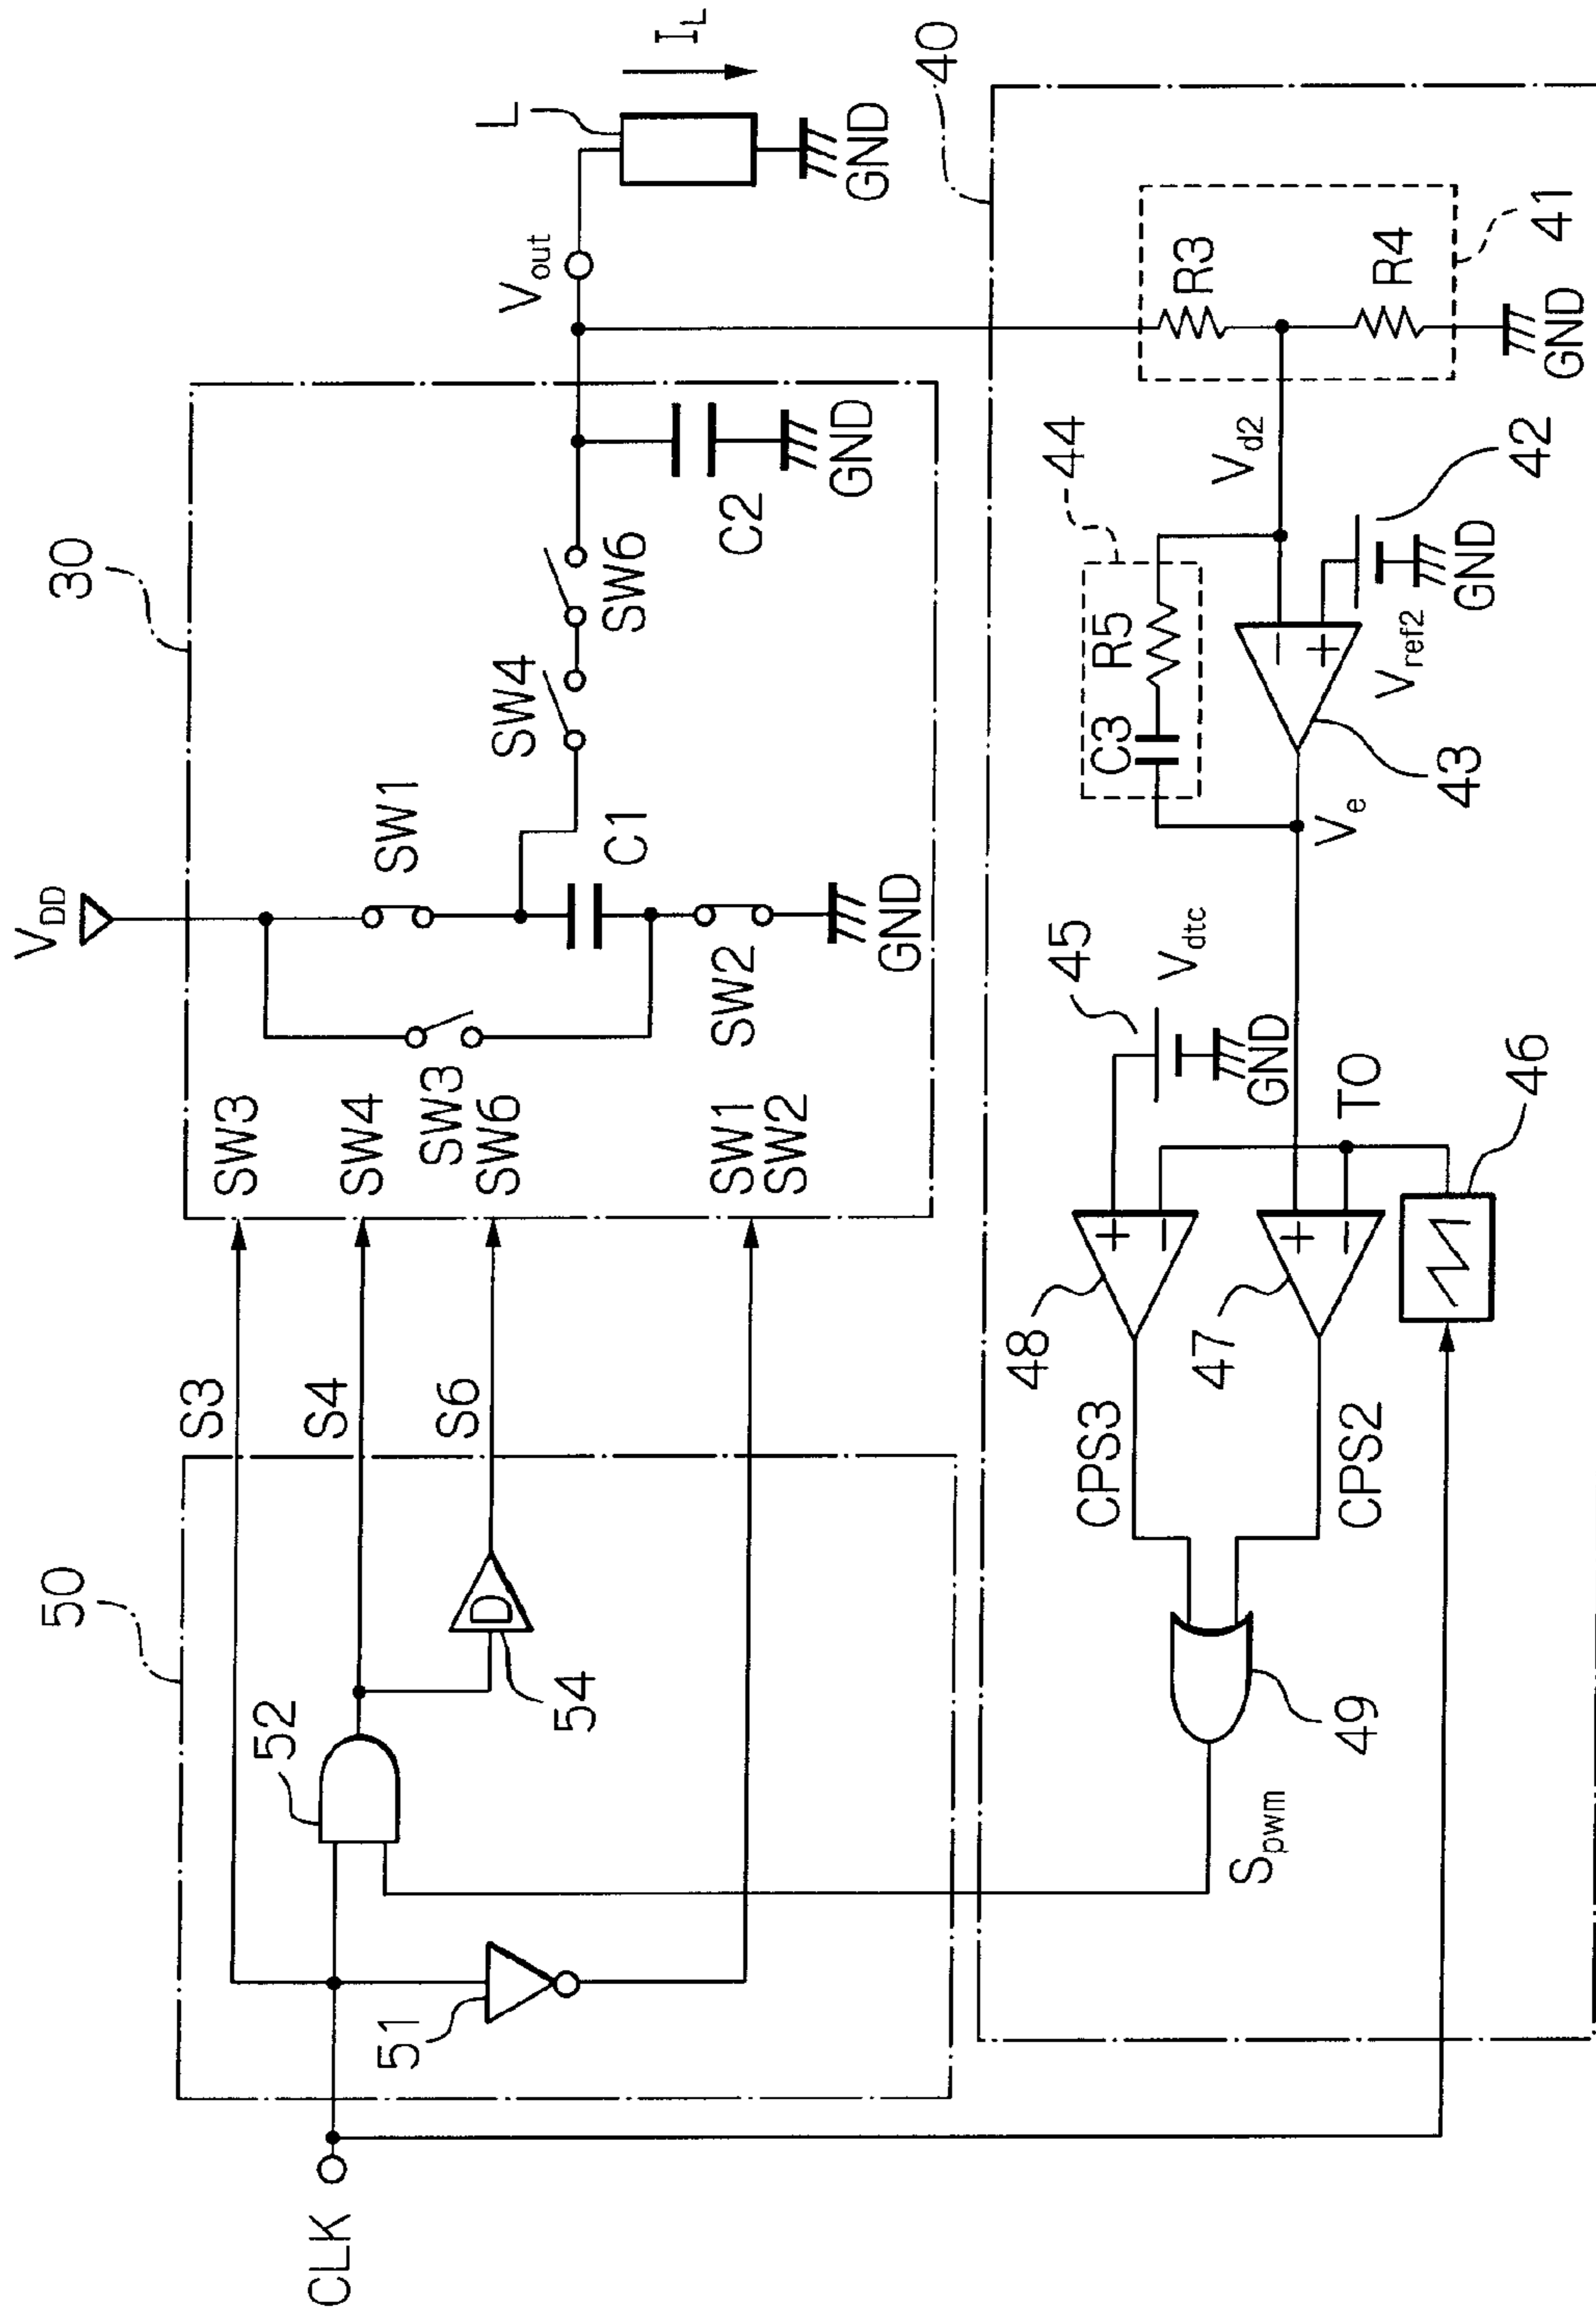 30
V_DD
SW3
SW4
SW3
SW6
SW1
SW2
SW1
C1
SW2
GND
SW4
SW6
C2
GND
V_out
L
I_L
GND
50
52
51
54
S3
S4
S6
CLK
40
41
R3
R4
GND
V_d2
44
C3
R5
42
GND
V_ref2
43
V_e
45
V_dtc
GND
TO
46
48
47
CPS3
CPS2
49
S_pwm
D